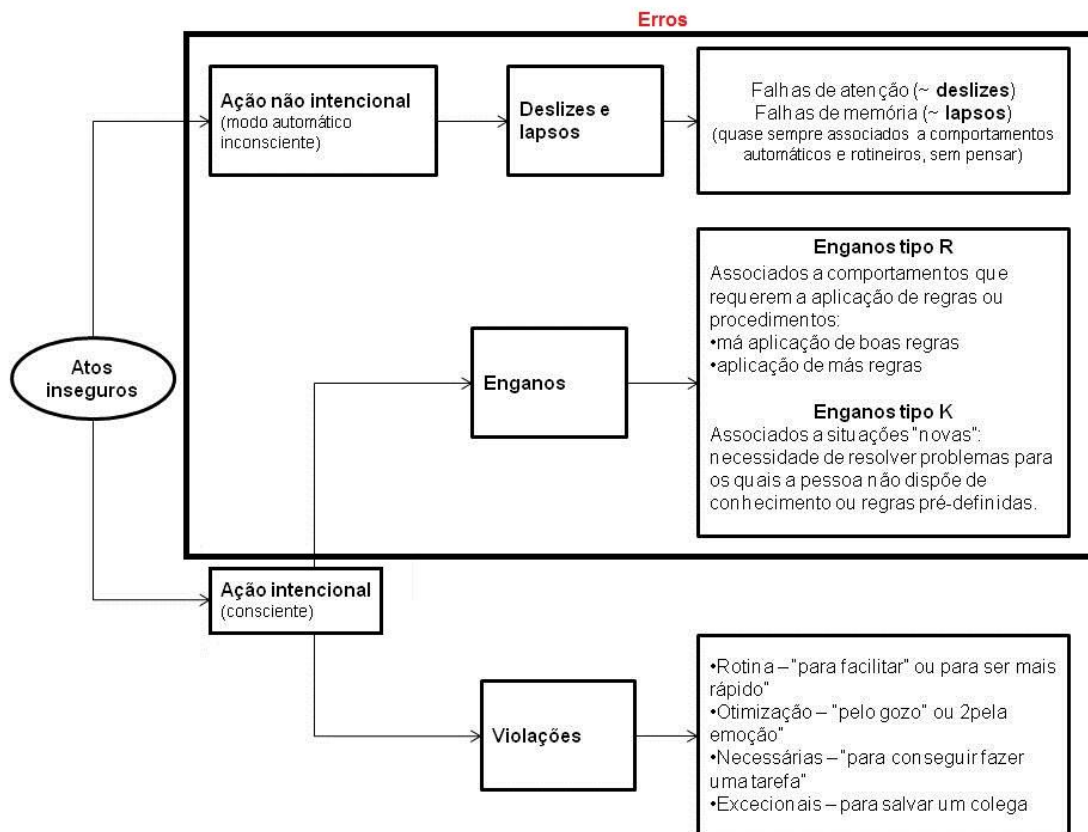 Erros
Ação não intencional
(modo automático
inconsciente)
Deslizes e
lapsos
Falhas de atenção (~ deslizes)
Falhas de memória (~ lapsos)
(quase sempre associados a comportamentos
automáticos e rotineiros, sem pensar)
Atos
inseguros
Enganos
Enganos tipo R
Associados a comportamentos que
requerem a aplicação de regras ou
procedimentos:
•má aplicação de boas regras
•aplicação de más regras
Enganos tipo K
Associados a situações "novas":
necessidade de resolver problemas para
os quais a pessoa não dispõe de
conhecimento ou regras pré-definidas.
Ação intencional
(consciente)
Violações
•Rotina –"para facilitar" ou para ser mais
rápido"
•Otimização – "pelo gozo" ou 2pela
emoção"
•Necessárias – "para conseguir fazer
uma tarefa"
•Excecionais – para salvar um colega